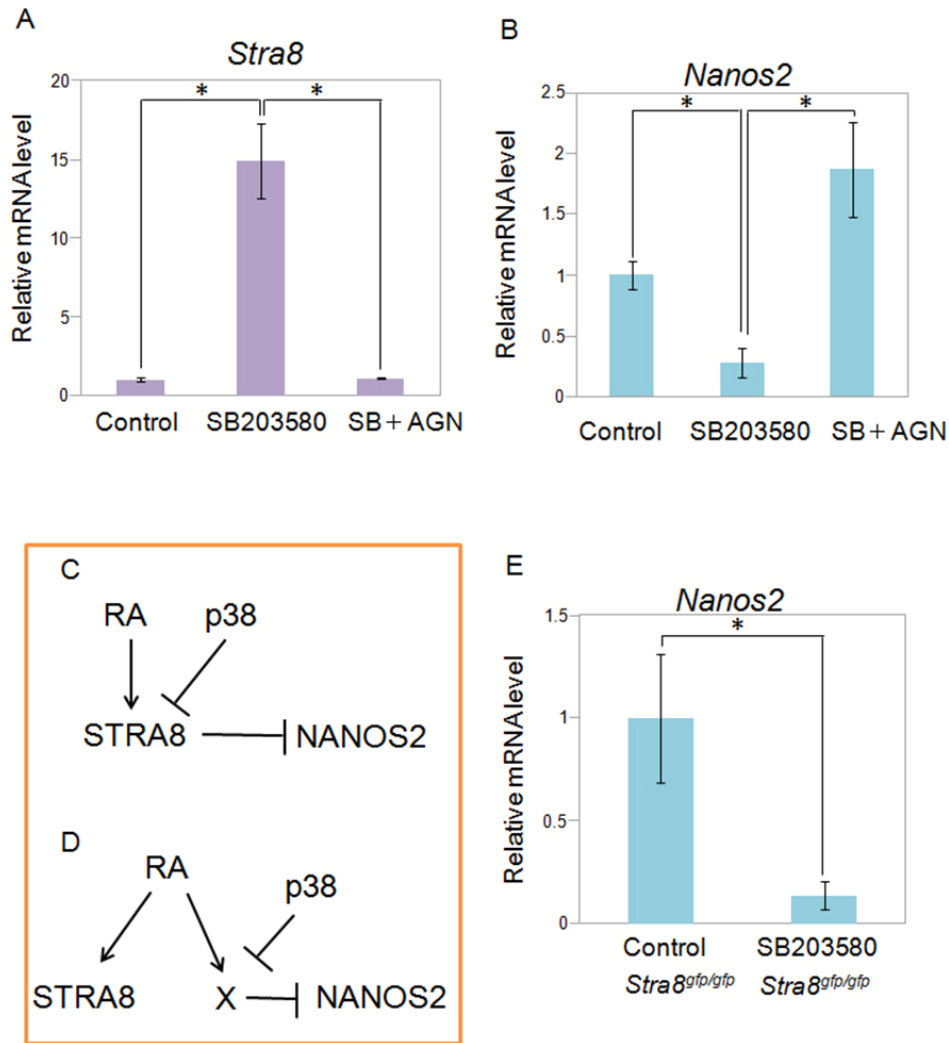 A
Stra8
Relative mRNA level
20
15
10
5
0
*
*
Control SB203580 SB+AGN
B
Nanos2
Relative mRNA level
2.5
2
1.5
1
0.5
0
*
*
Control SB203580 SB+AGN
C
RA p38
STRA8 NANOS2
D
RA
p38
STRA8 X NANOS2
E
Nanos2
Relative mRNA level
1.5
1
0.5
0
*
Control SB203580
Stra8gfp/gfp Stra8gfp/gfp